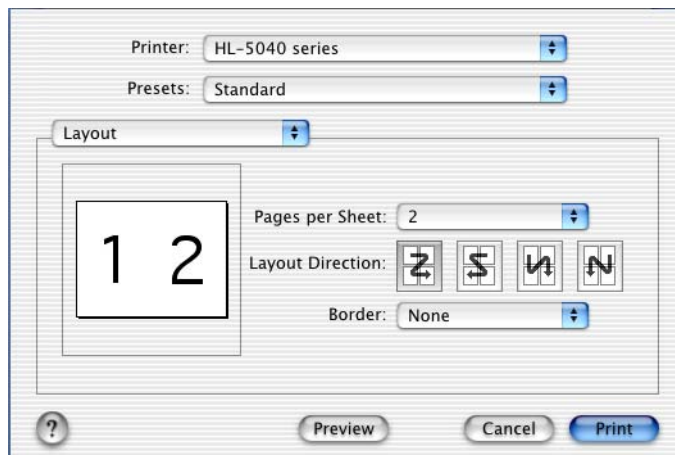 Printer: HL-5040 series
Presets: Standard
Layout
1 2
Pages per Sheet: 2
Layout Direction:
Border: None
? Preview Cancel Print